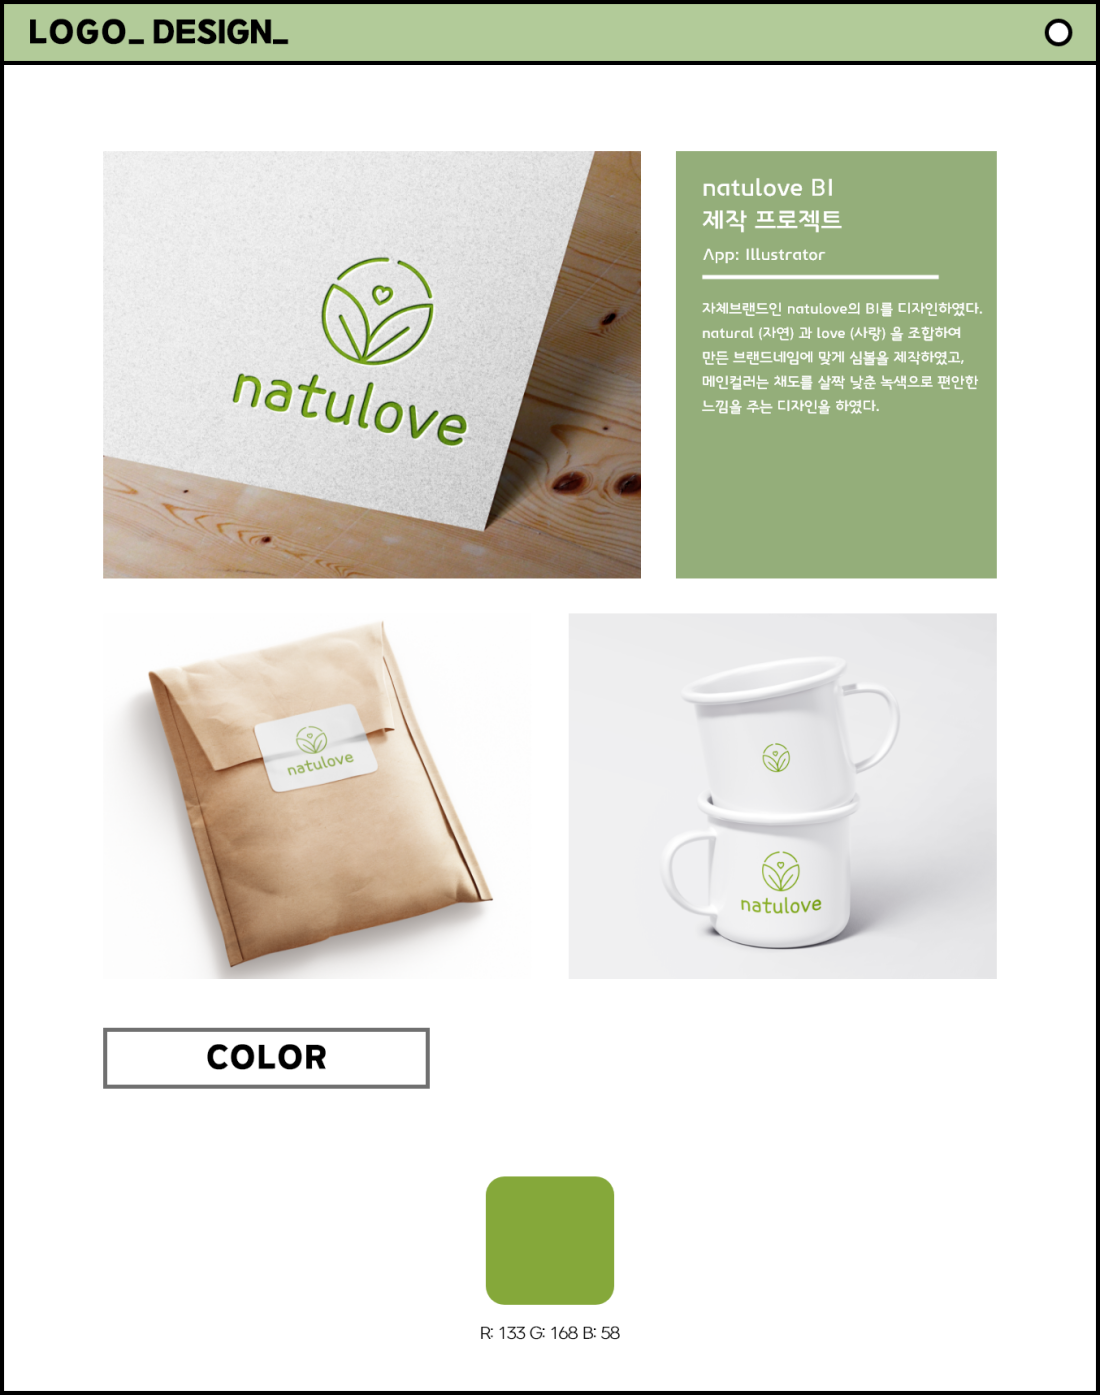 LOGO_ DESIGN_
natulove
natulove BI
제작 프로젝트
App: Illustrator
자체브랜드인 natulove의 BI를 디자인하였다.
natural (자연) 과 love (사랑) 을 조합하여
만든 브랜드네임에 맞게 심볼을 제작하였고,
메인컬러는 채도를 살짝 낮춘 녹색으로 편안한
느낌을 주는 디자인을 하였다.
natulove
natulove
COLOR
R: 133 G: 168 B: 58